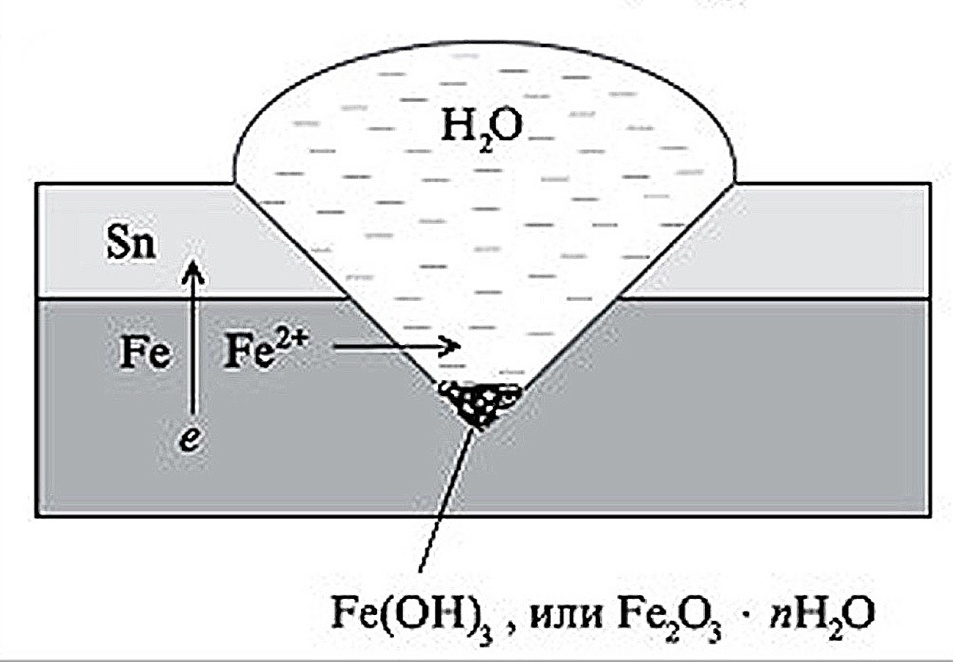 H₂O
Sn
Fe Fe²⁺
e
Fe(OH)₃, или Fe₂O₃ · nH₂O